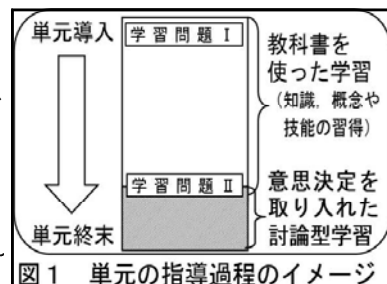 単元導入
学習問題Ⅰ
教科書を
使った学習
(知識，概念や
技能の習得)
学習問題Ⅱ
意思決定を
取り入れた
討論型学習
単元終末
図1 単元の指導過程のイメージ